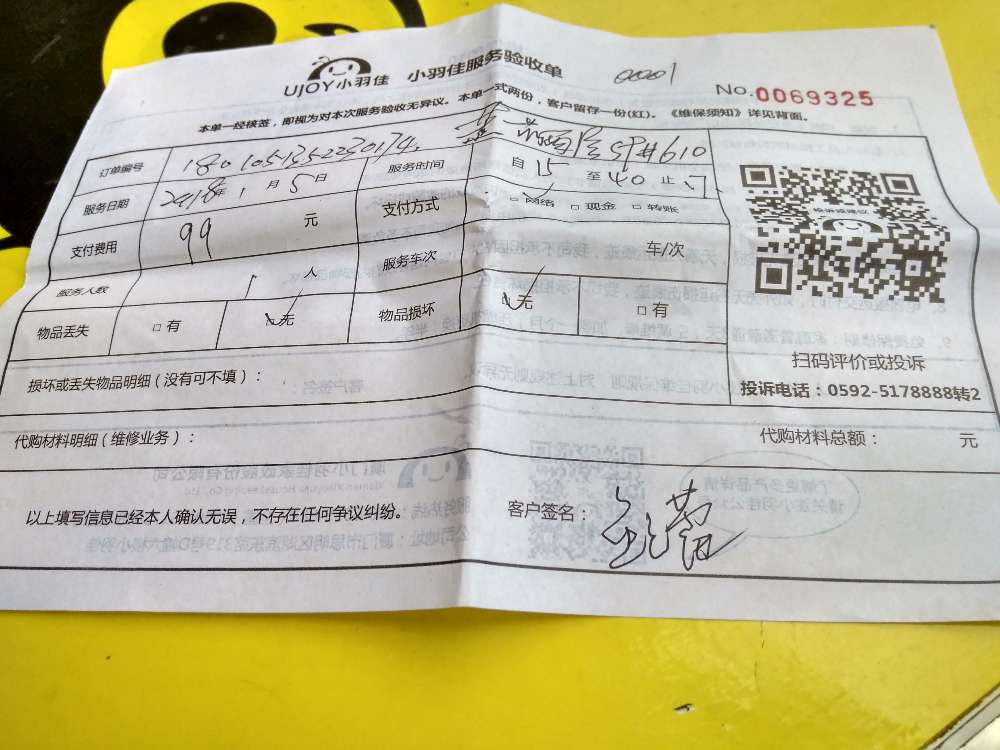 UJOY小羽佳 小羽佳服务验收单 00001 No.0069325
本单一经核签，即视为对本次服务验收无异议。本单一式两份，客户留存一份(红)。《维保须知》详见背面。
订单编号 服务时间 自15 至40止
服务日期 2018年1月5日 支付方式 □网络 □现金 □转账
支付费用 99 元 服务车次 车/次
服务人数 1 人
物品丢失 □有 □无 物品损坏 □无 □有
扫码评价或投诉
投诉电话：0592-5178888转2
损坏或丢失物品明细（没有可不填）：
代购材料明细（维修业务）： 代购材料总额： 元
以上填写信息已经本人确认无误，不存在任何争议纠纷。 客户签名：